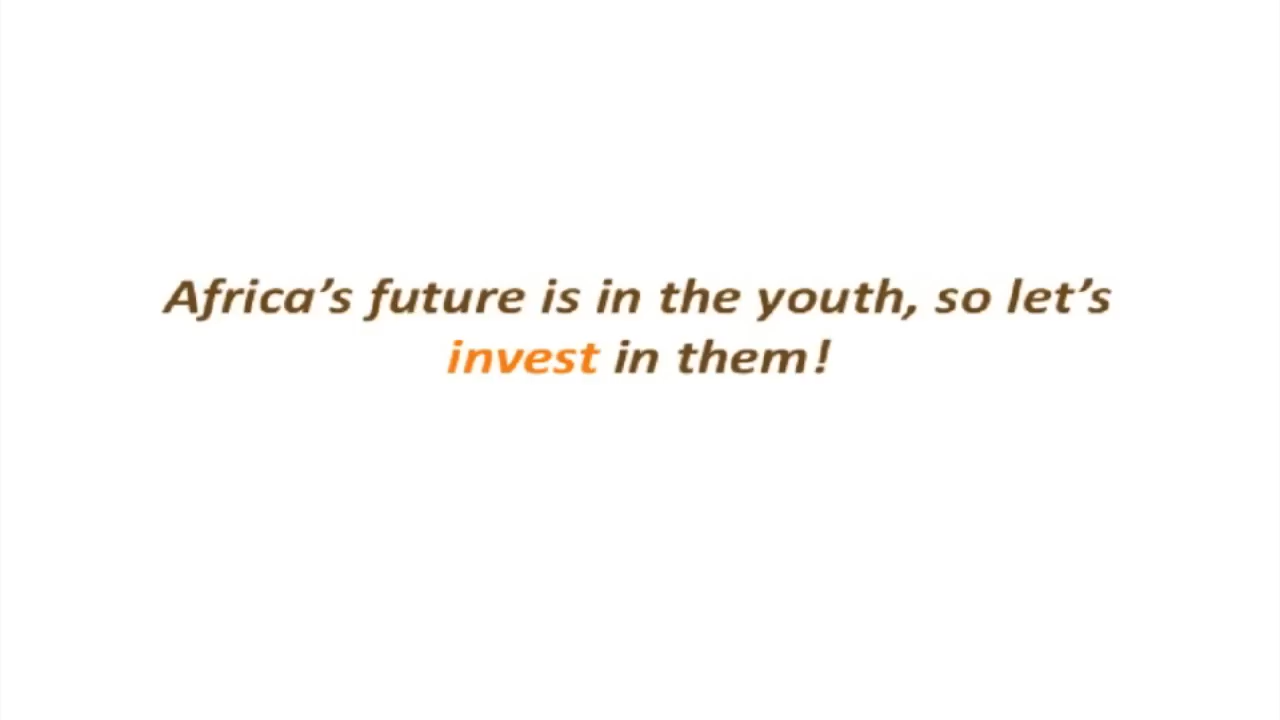 Africa’s future is in the youth, so let’s
invest in them!